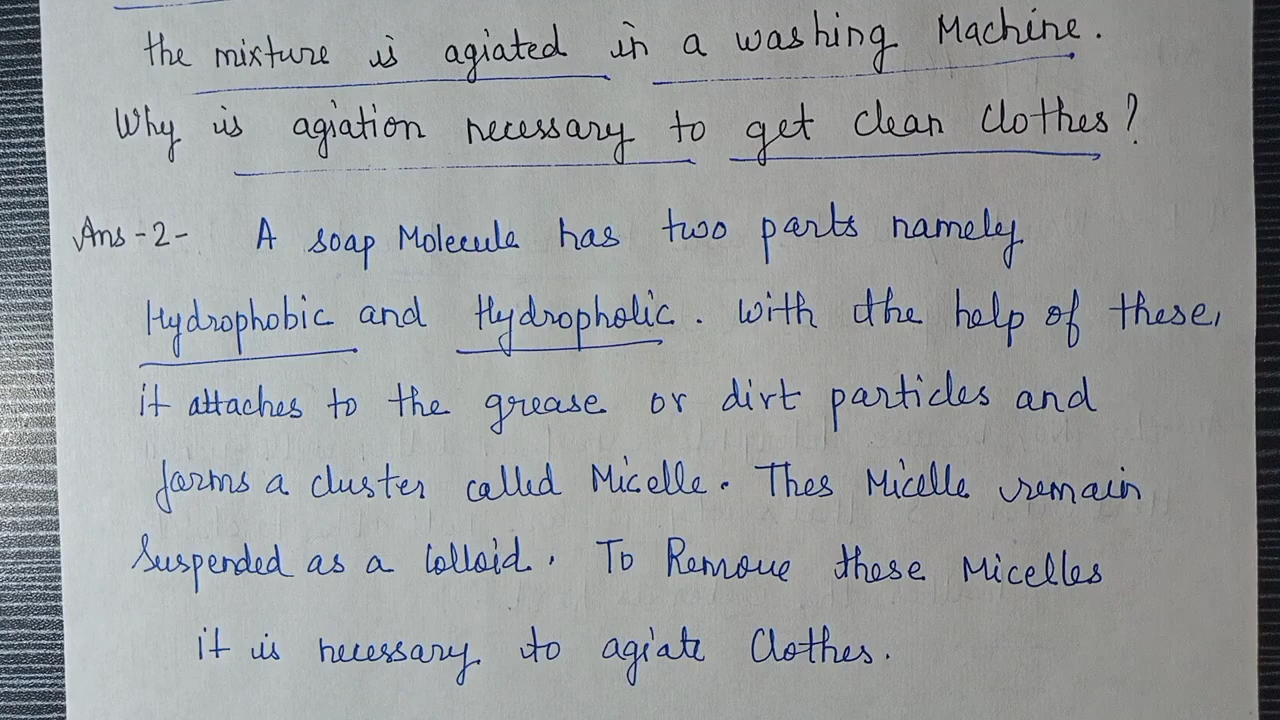 the mixture is agiated in a washing Machine.
Why is agiation necessary to get clean clothes?
Ans-2- A soap Molecule has two parts namely
Hydrophobic and Hydropholic. With the help of these,
it attaches to the grease or dirt particles and
forms a cluster called Micelle. Thes Micelle remain
Suspended as a Colloid. To Remove these Micelles
it is necessary to agiate Clothes.